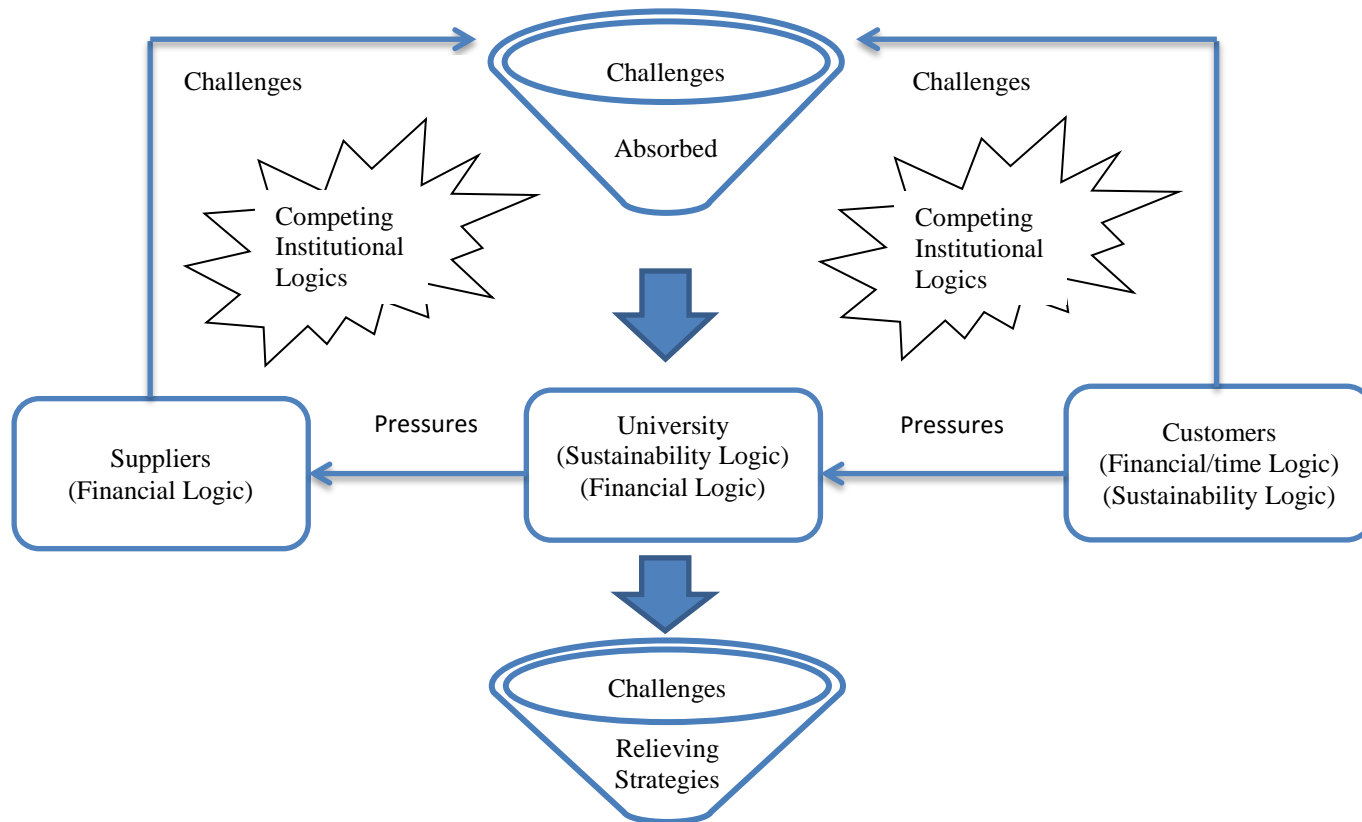 Challenges
Challenges
Challenges
Absorbed
Competing
Institutional
Logics
Competing
Institutional
Logics
Pressures
Pressures
Suppliers
(Financial Logic)
University
(Sustainability Logic)
(Financial Logic)
Customers
(Financial/time Logic)
(Sustainability Logic)
Challenges
Relieving
Strategies